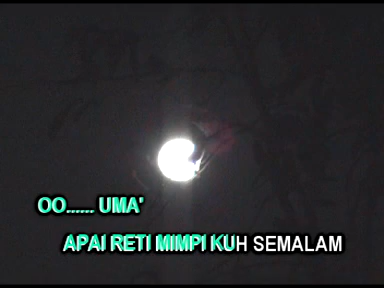 OO...... UMA'
APAI RETI MIMPI KUH SEMALAM